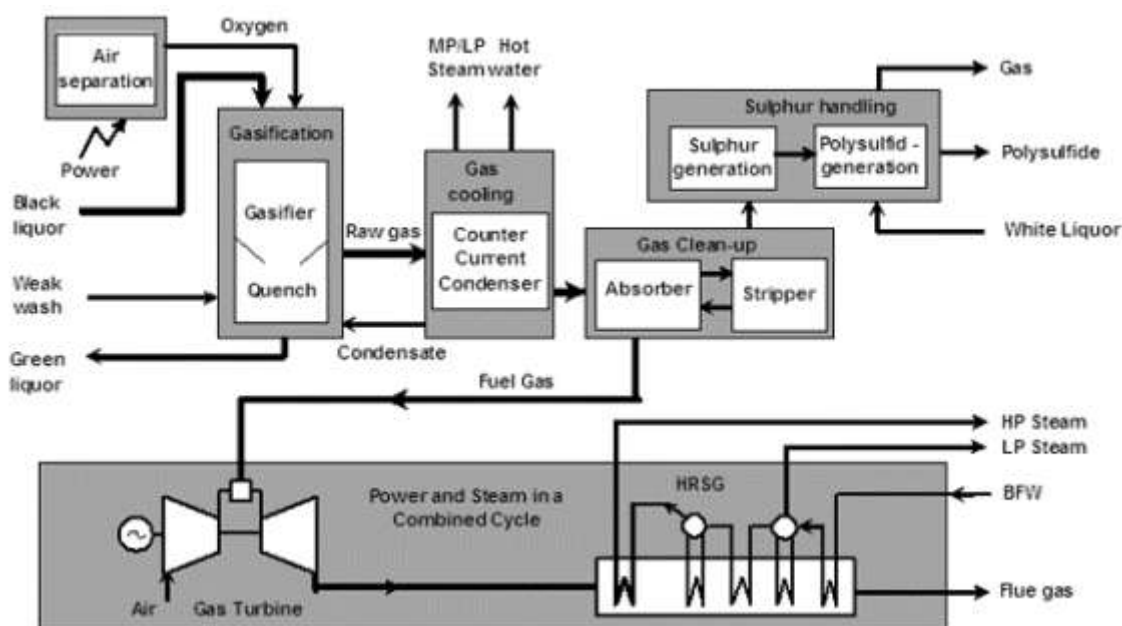 Oxygen
Air
separation
Power
Black
liquor
Weak
wash
Green
liquor
Gasification
Gasifier
Quench
Raw gas
Condensate
MP/LP Hot
Steam water
Gas
cooling
Counter
Current
Condenser
Gas Clean-up
Absorber
Stripper
Sulphur handling
Sulphur
generation
Polysulfid -
generation
Gas
Polysulfide
White Liquor
Fuel Gas
HP Steam
LP Steam
BFW
Flue gas
Power and Steam in a
Combined Cycle
HRSG
Air
Gas Turbine